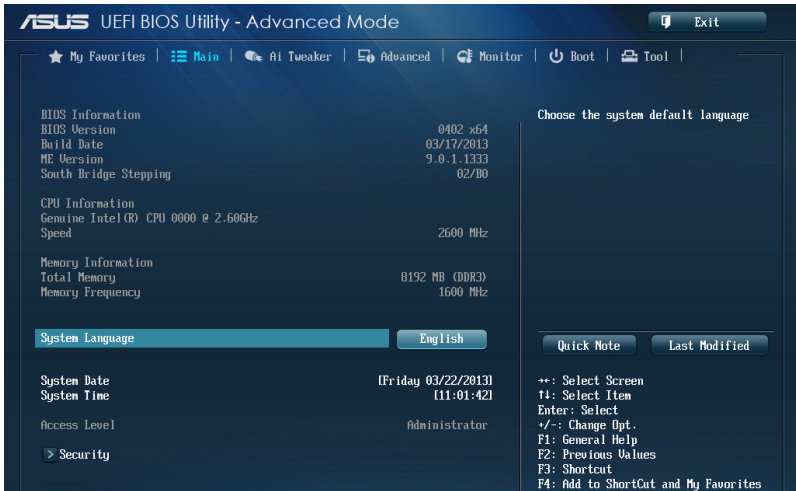 ASUS UEFI BIOS Utility - Advanced Mode
Exit
My Favorites | Main | Ai Tweaker | Advanced | Monitor | Boot | Tool |
BIOS Information
BIOS Version 0402 x64
Build Date 03/17/2013
ME Version 9.0.1.1333
South Bridge Stepping 02/B0
CPU Information
Genuine Intel(R) CPU 0000 @ 2.60GHz
Speed 2600 MHz
Memory Information
Total Memory 8192 MB (DDR3)
Memory Frequency 1600 MHz
System Language English
System Date [Friday 03/22/2013]
System Time [11:01:42]
Access Level Administrator
> Security
Choose the system default language
Quick Note Last Modified
→←: Select Screen
↑↓: Select Item
Enter: Select
+/-: Change Opt.
F1: General Help
F2: Previous Values
F3: Shortcut
F4: Add to ShortCut and My Favorites